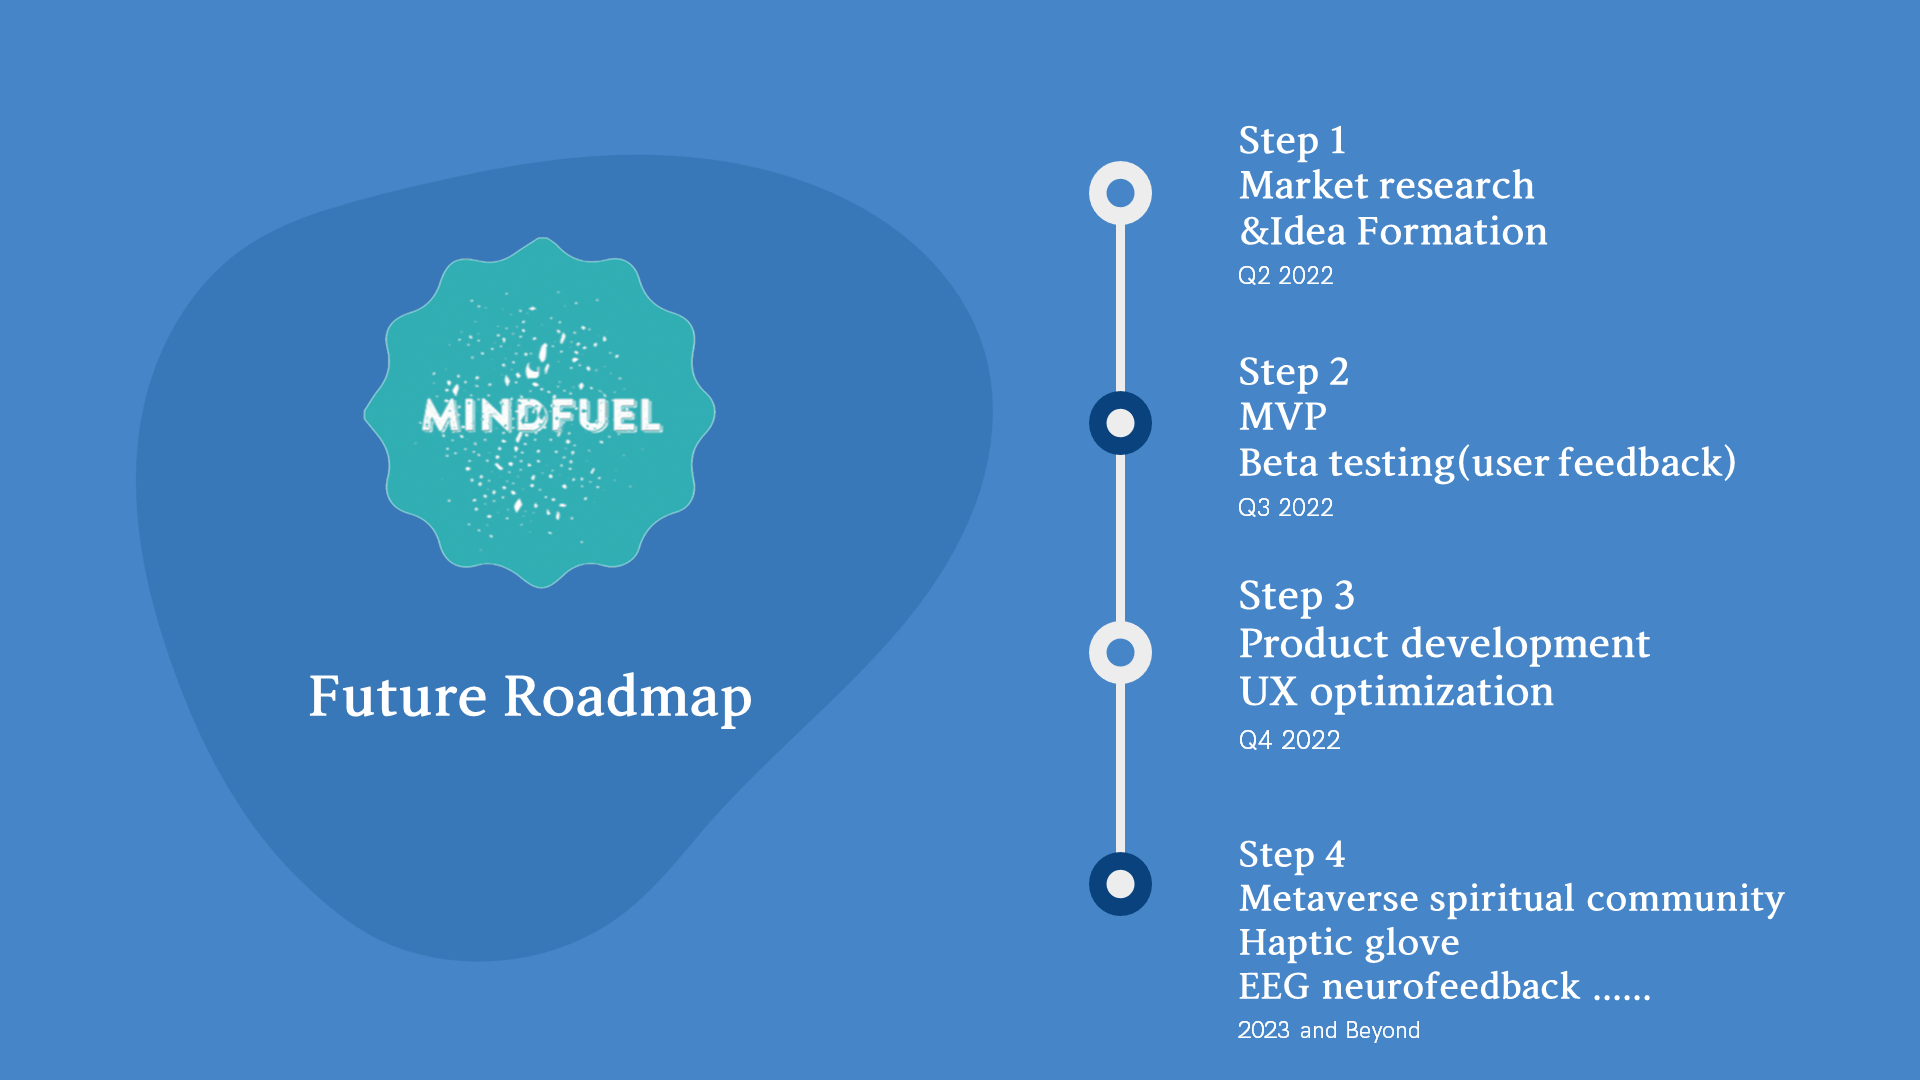 MINDFUEL
Future Roadmap
Step 1
Market research
&Idea Formation
Q2 2022
Step 2
MVP
Beta testing(user feedback)
Q3 2022
Step 3
Product development
UX optimization
Q4 2022
Step 4
Metaverse spiritual community
Haptic glove
EEG neurofeedback ......
2023 and Beyond